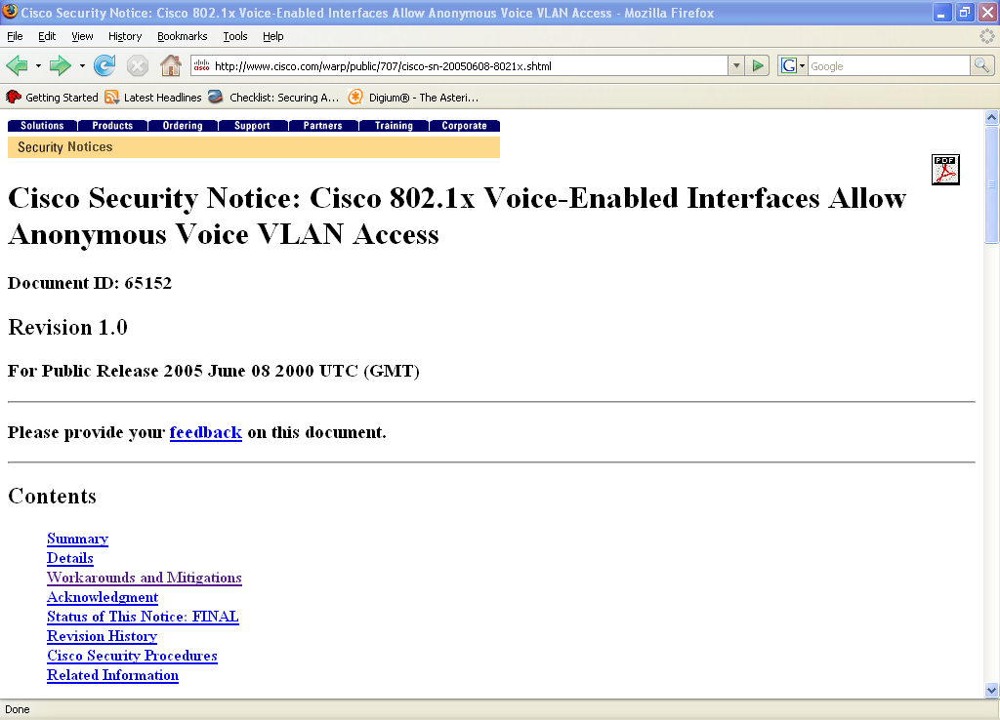 Cisco Security Notice: Cisco 802.1x Voice-Enabled Interfaces Allow Anonymous Voice VLAN Access - Mozilla Firefox
File Edit View History Bookmarks Tools Help
cisco http://www.cisco.com/warp/public/707/cisco-sn-20050608-8021x.shtml G Google
Getting Started Latest Headlines Checklist: Securing A... Digium® - The Asteri...
Solutions Products Ordering Support Partners Training Corporate
Security Notices
PDF
Cisco Security Notice: Cisco 802.1x Voice-Enabled Interfaces Allow
Anonymous Voice VLAN Access
Document ID: 65152
Revision 1.0
For Public Release 2005 June 08 2000 UTC (GMT)
Please provide your feedback on this document.
Contents
Summary
Details
Workarounds and Mitigations
Acknowledgment
Status of This Notice: FINAL
Revision History
Cisco Security Procedures
Related Information
Done